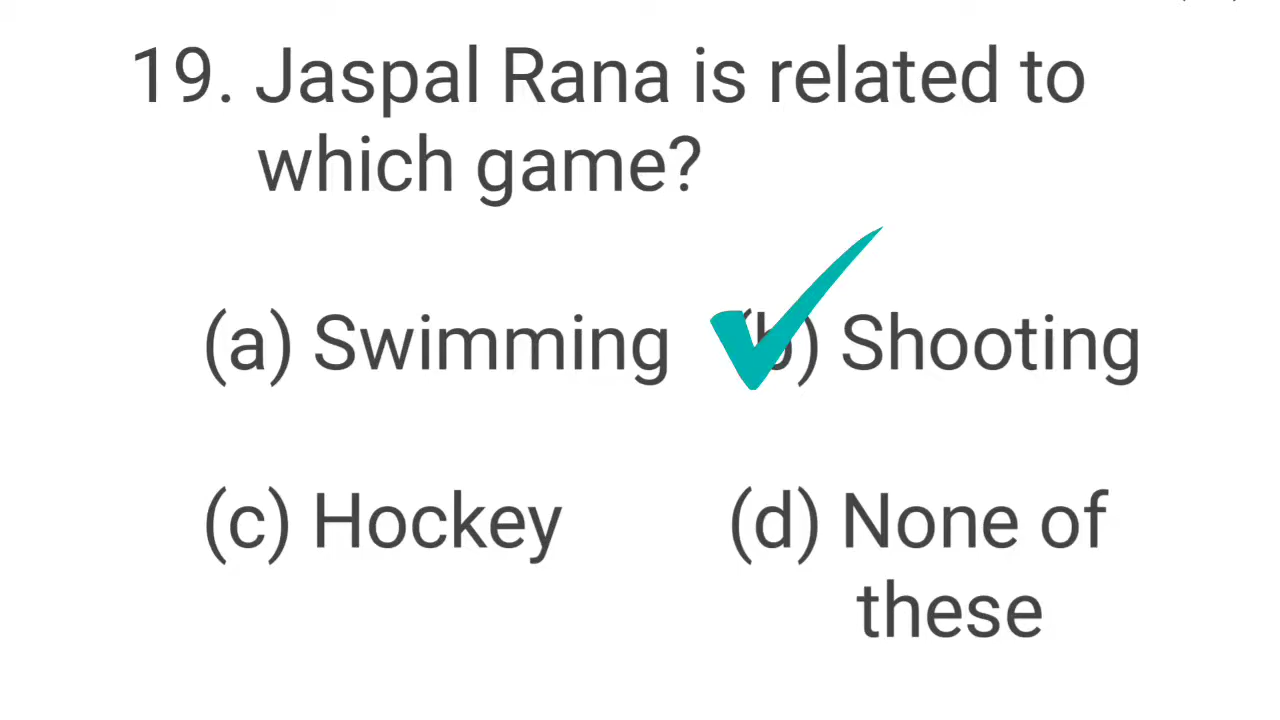 19. Jaspal Rana is related to
which game?
(a) Swimming (b) Shooting
(c) Hockey (d) None of
these